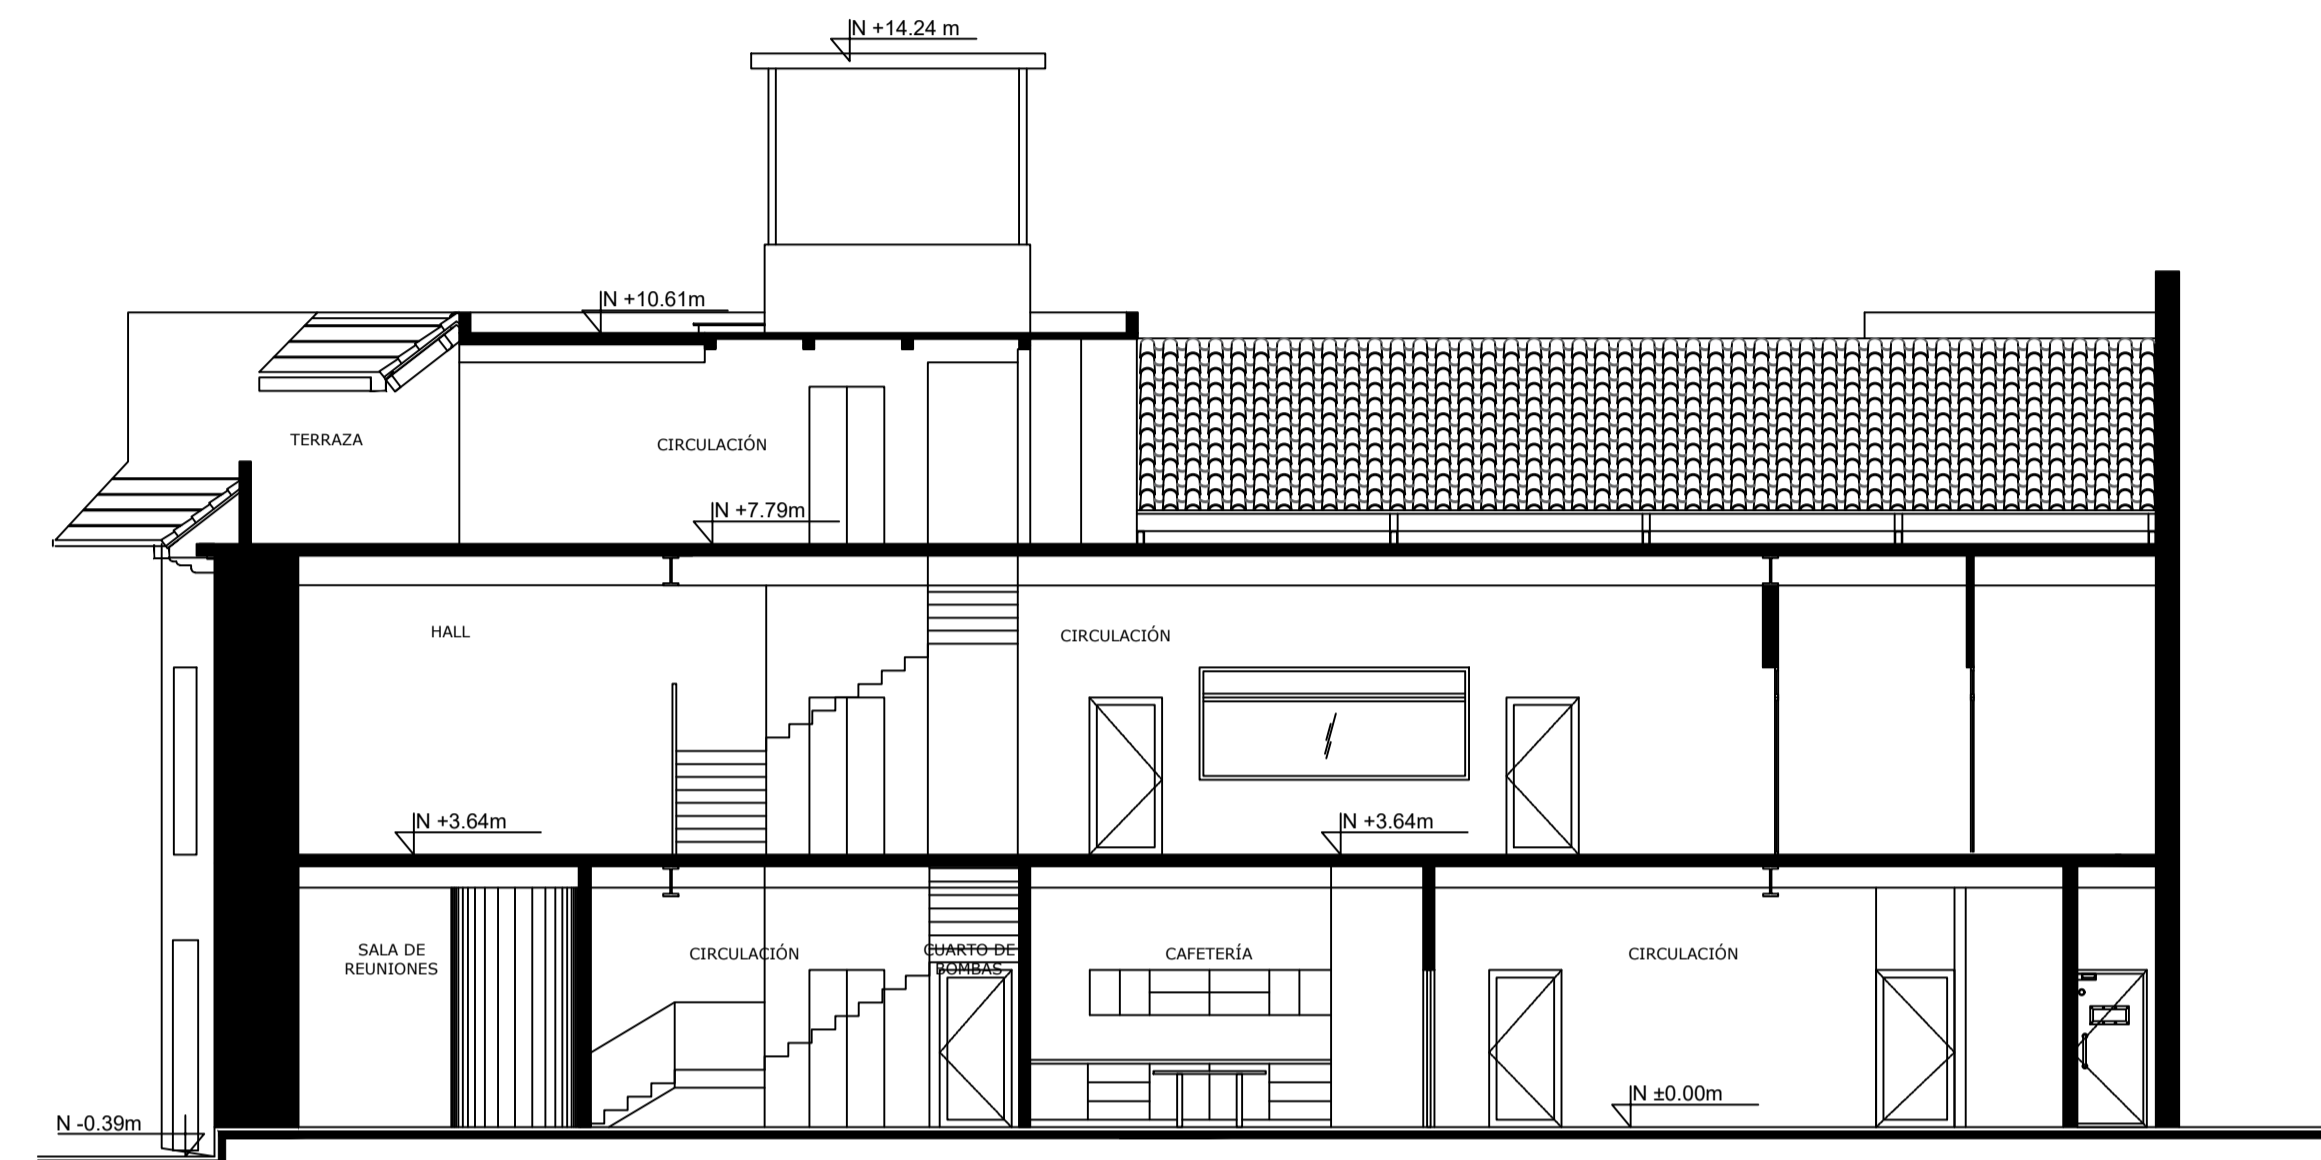 N +14.24 m
N +10.61m
TERRAZA
CIRCULACIÓN
N +7.79m
HALL
CIRCULACIÓN
N +3.64m
N +3.64m
SALA DE
REUNIONES
CIRCULACIÓN
CUARTO DE
BOMBAS
CAFETERÍA
CIRCULACIÓN
N ±0.00m
N -0.39m